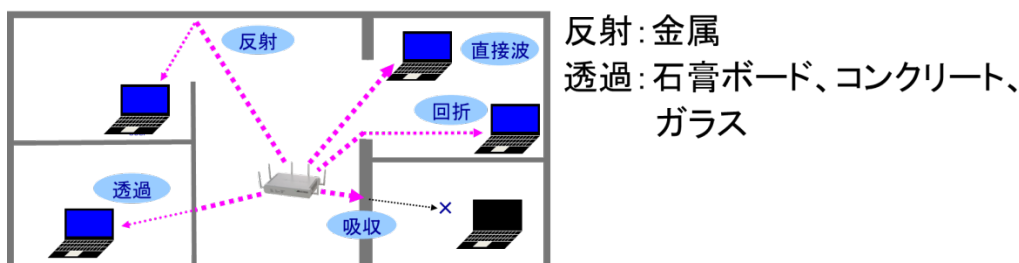 反射
直接波
回折
透過
吸収
×
反射：金属
透過：石膏ボード、コンクリート、
ガラス